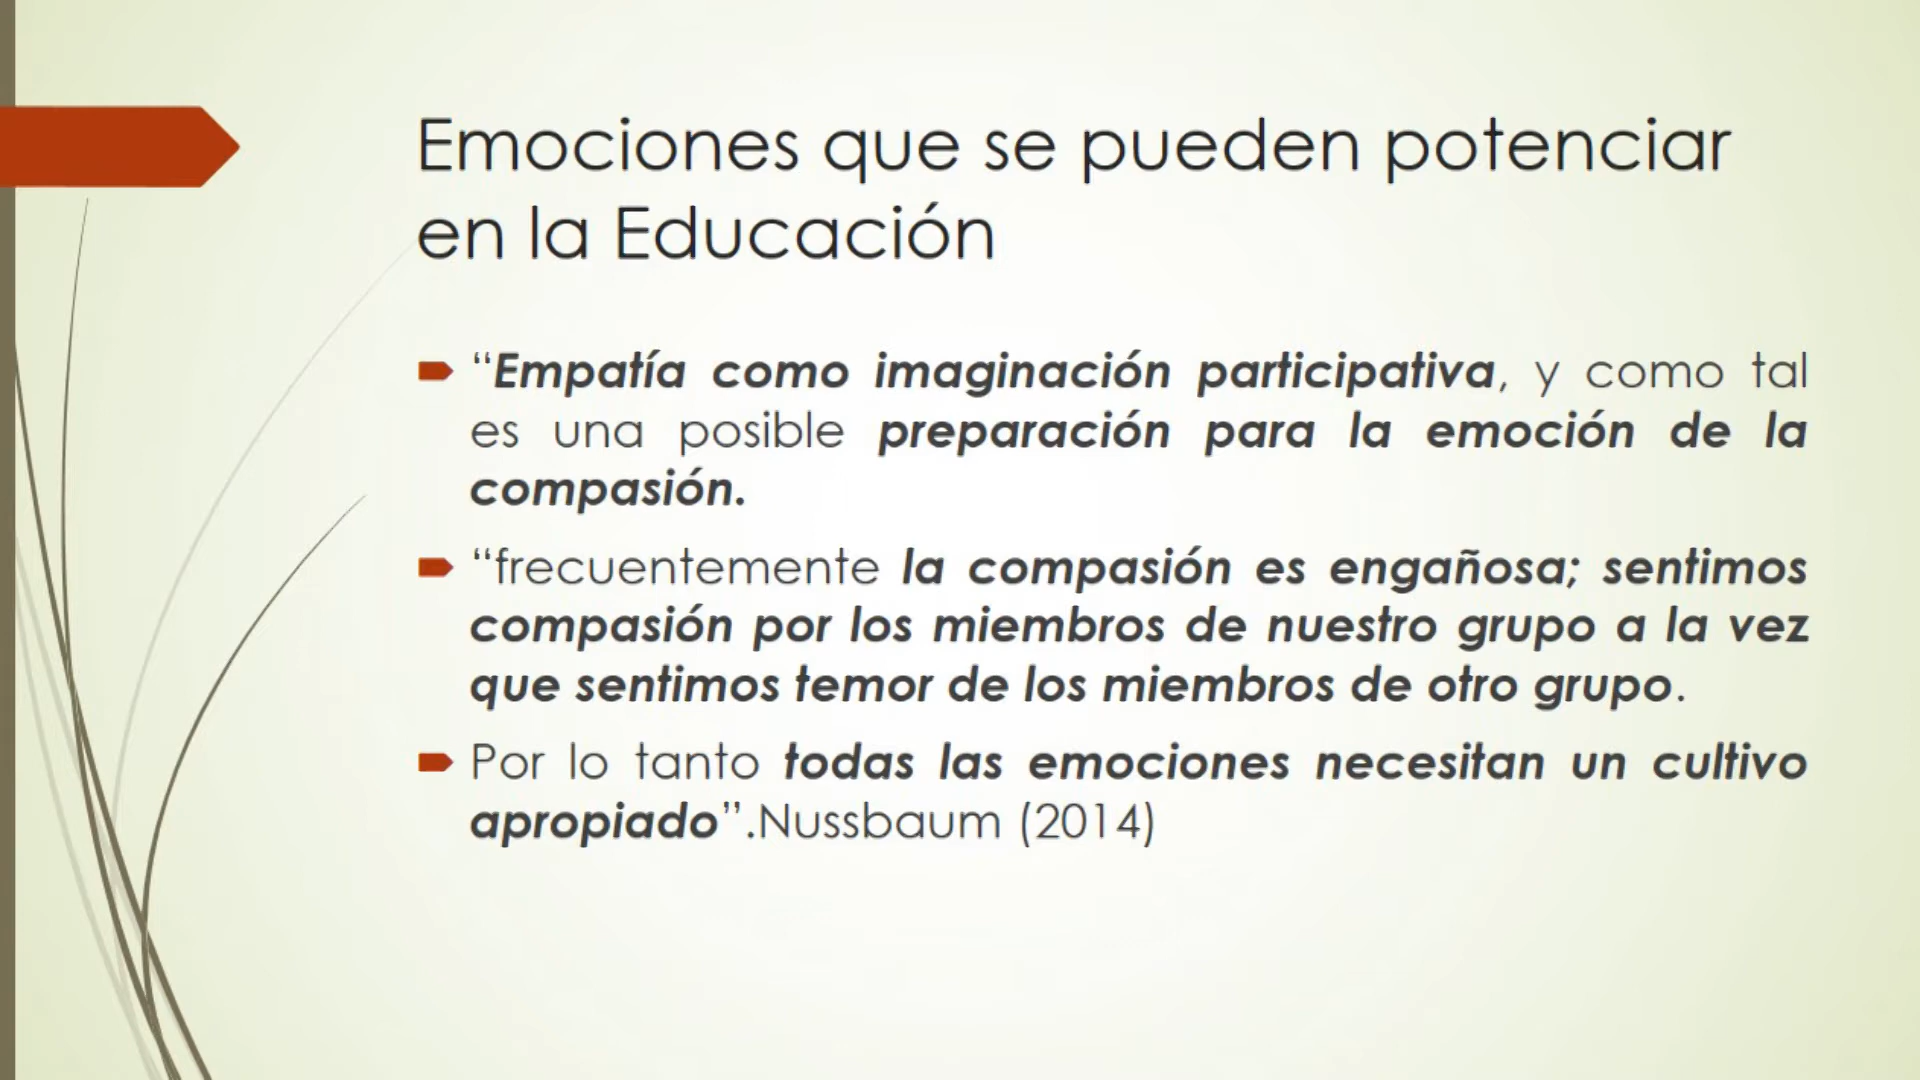 Emociones que se pueden potenciar
en la Educación
“Empatía como imaginación participativa, y como tal
es una posible preparación para la emoción de la
compasión.
“frecuentemente la compasión es engañosa; sentimos
compasión por los miembros de nuestro grupo a la vez
que sentimos temor de los miembros de otro grupo.
Por lo tanto todas las emociones necesitan un cultivo
apropiado”.Nussbaum (2014)